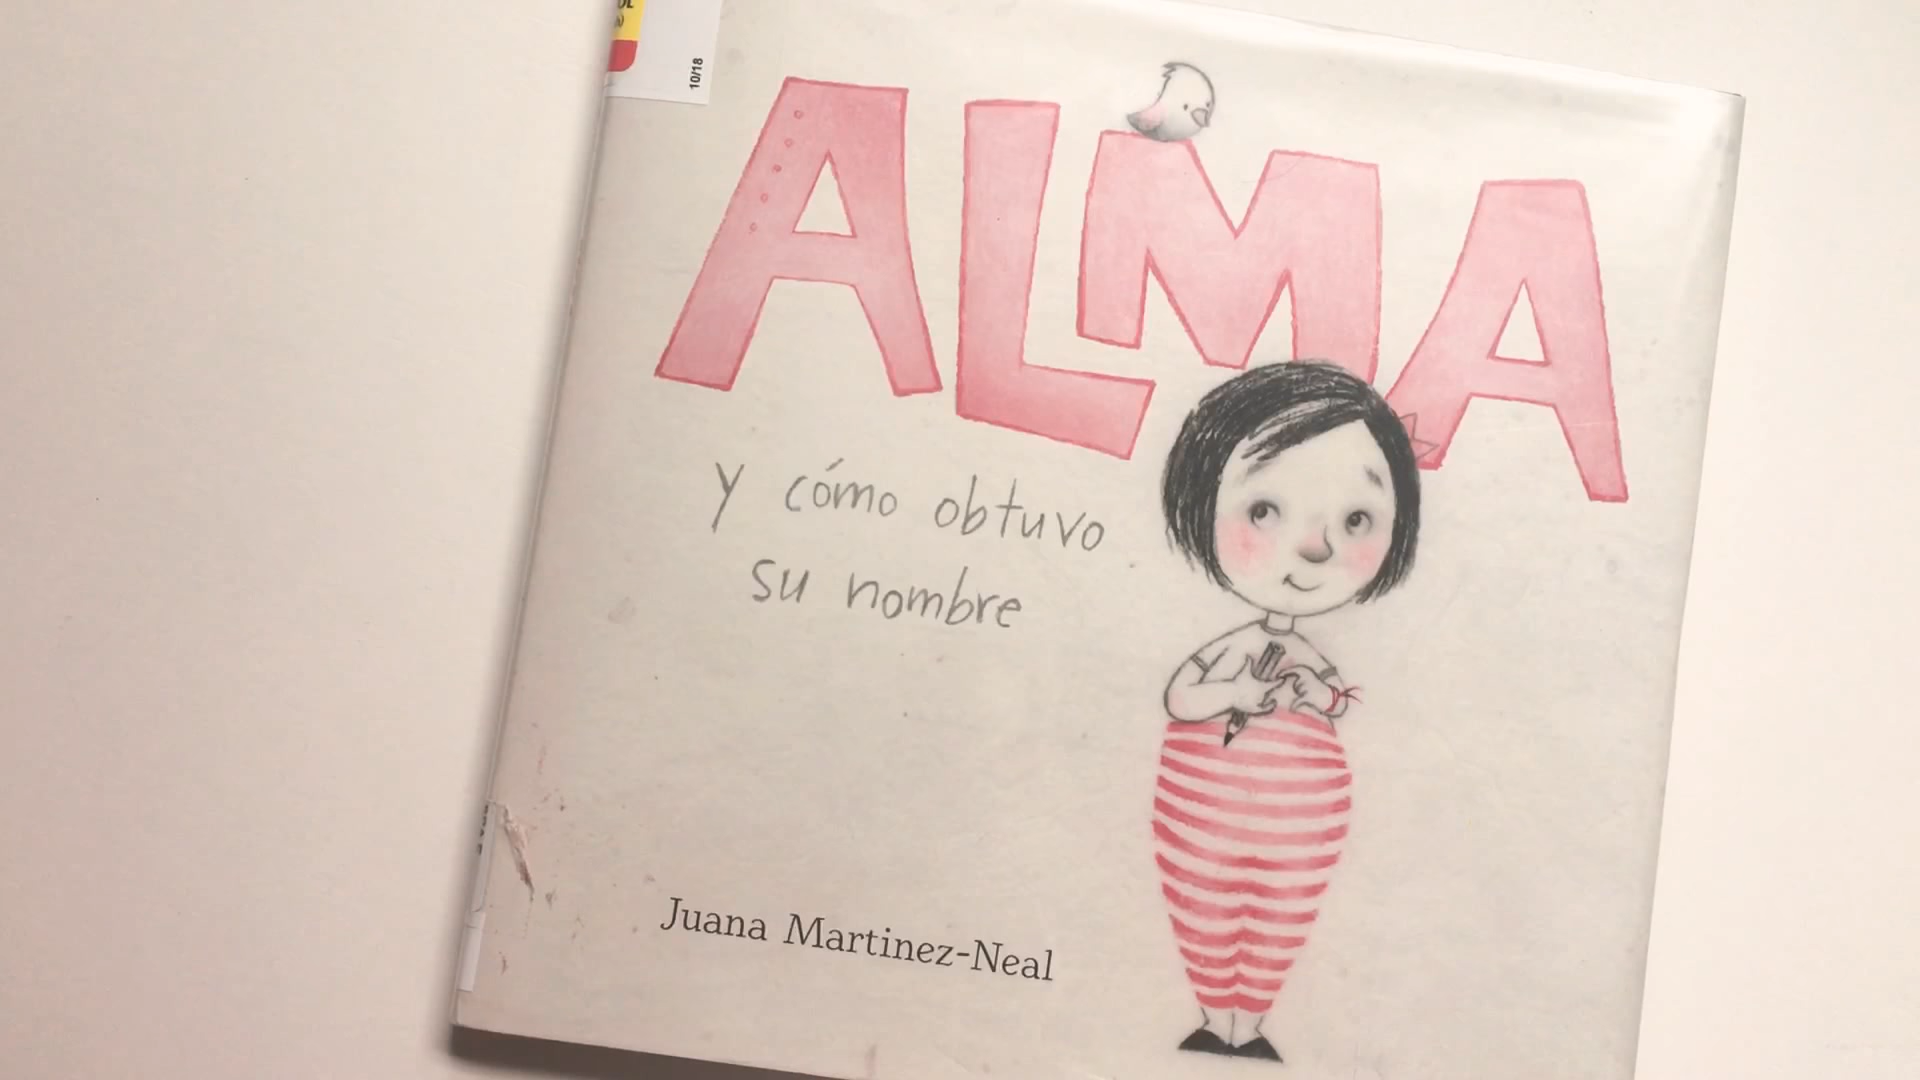 10/18
ALMA
y cómo obtuvo
su nombre
Juana Martinez-Neal